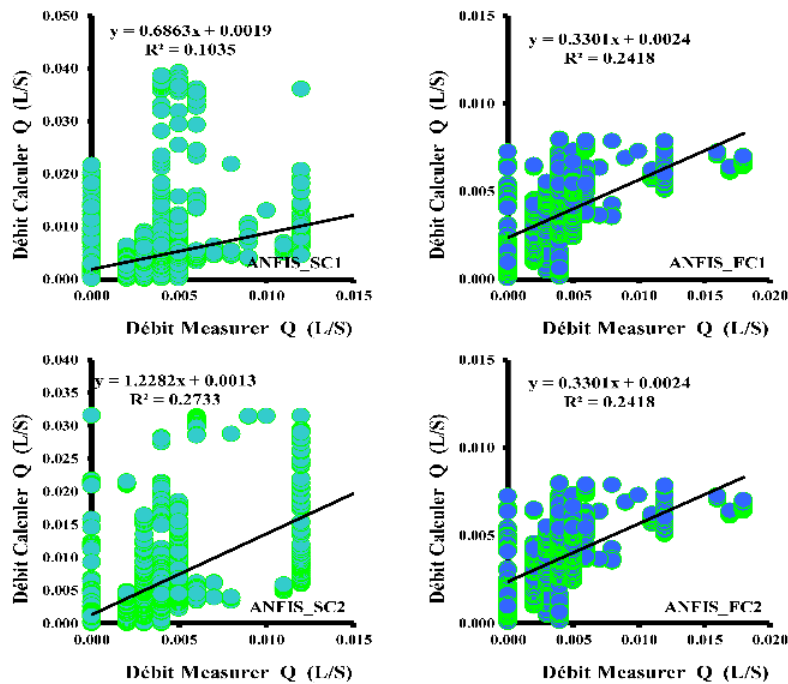 0.050
0.040
0.030
0.020
0.010
0.000
Débit Calculer Q (L/S)
y = 0.6863x + 0.0019
R² = 0.1035
ANFIS_SC1
0.000 0.005 0.010 0.015
Débit Measurer Q (L/S)
0.015
0.010
0.005
0.000
Débit Calculer Q (L/S)
y = 0.3301x + 0.0024
R² = 0.2418
ANFIS_FC1
0.000 0.005 0.010 0.015 0.020
Débit Measurer Q (L/S)
0.040
0.035
0.030
0.025
0.020
0.015
0.010
0.005
0.000
Débit Calculer Q (L/S)
y = 1.2282x + 0.0013
R² = 0.2733
ANFIS_SC2
0.000 0.005 0.010 0.015
Débit Measurer Q (L/S)
0.015
0.010
0.005
0.000
Débit Calculer Q (L/S)
y = 0.3301x + 0.0024
R² = 0.2418
ANFIS_FC2
0.000 0.005 0.010 0.015 0.020
Débit Measurer Q (L/S)